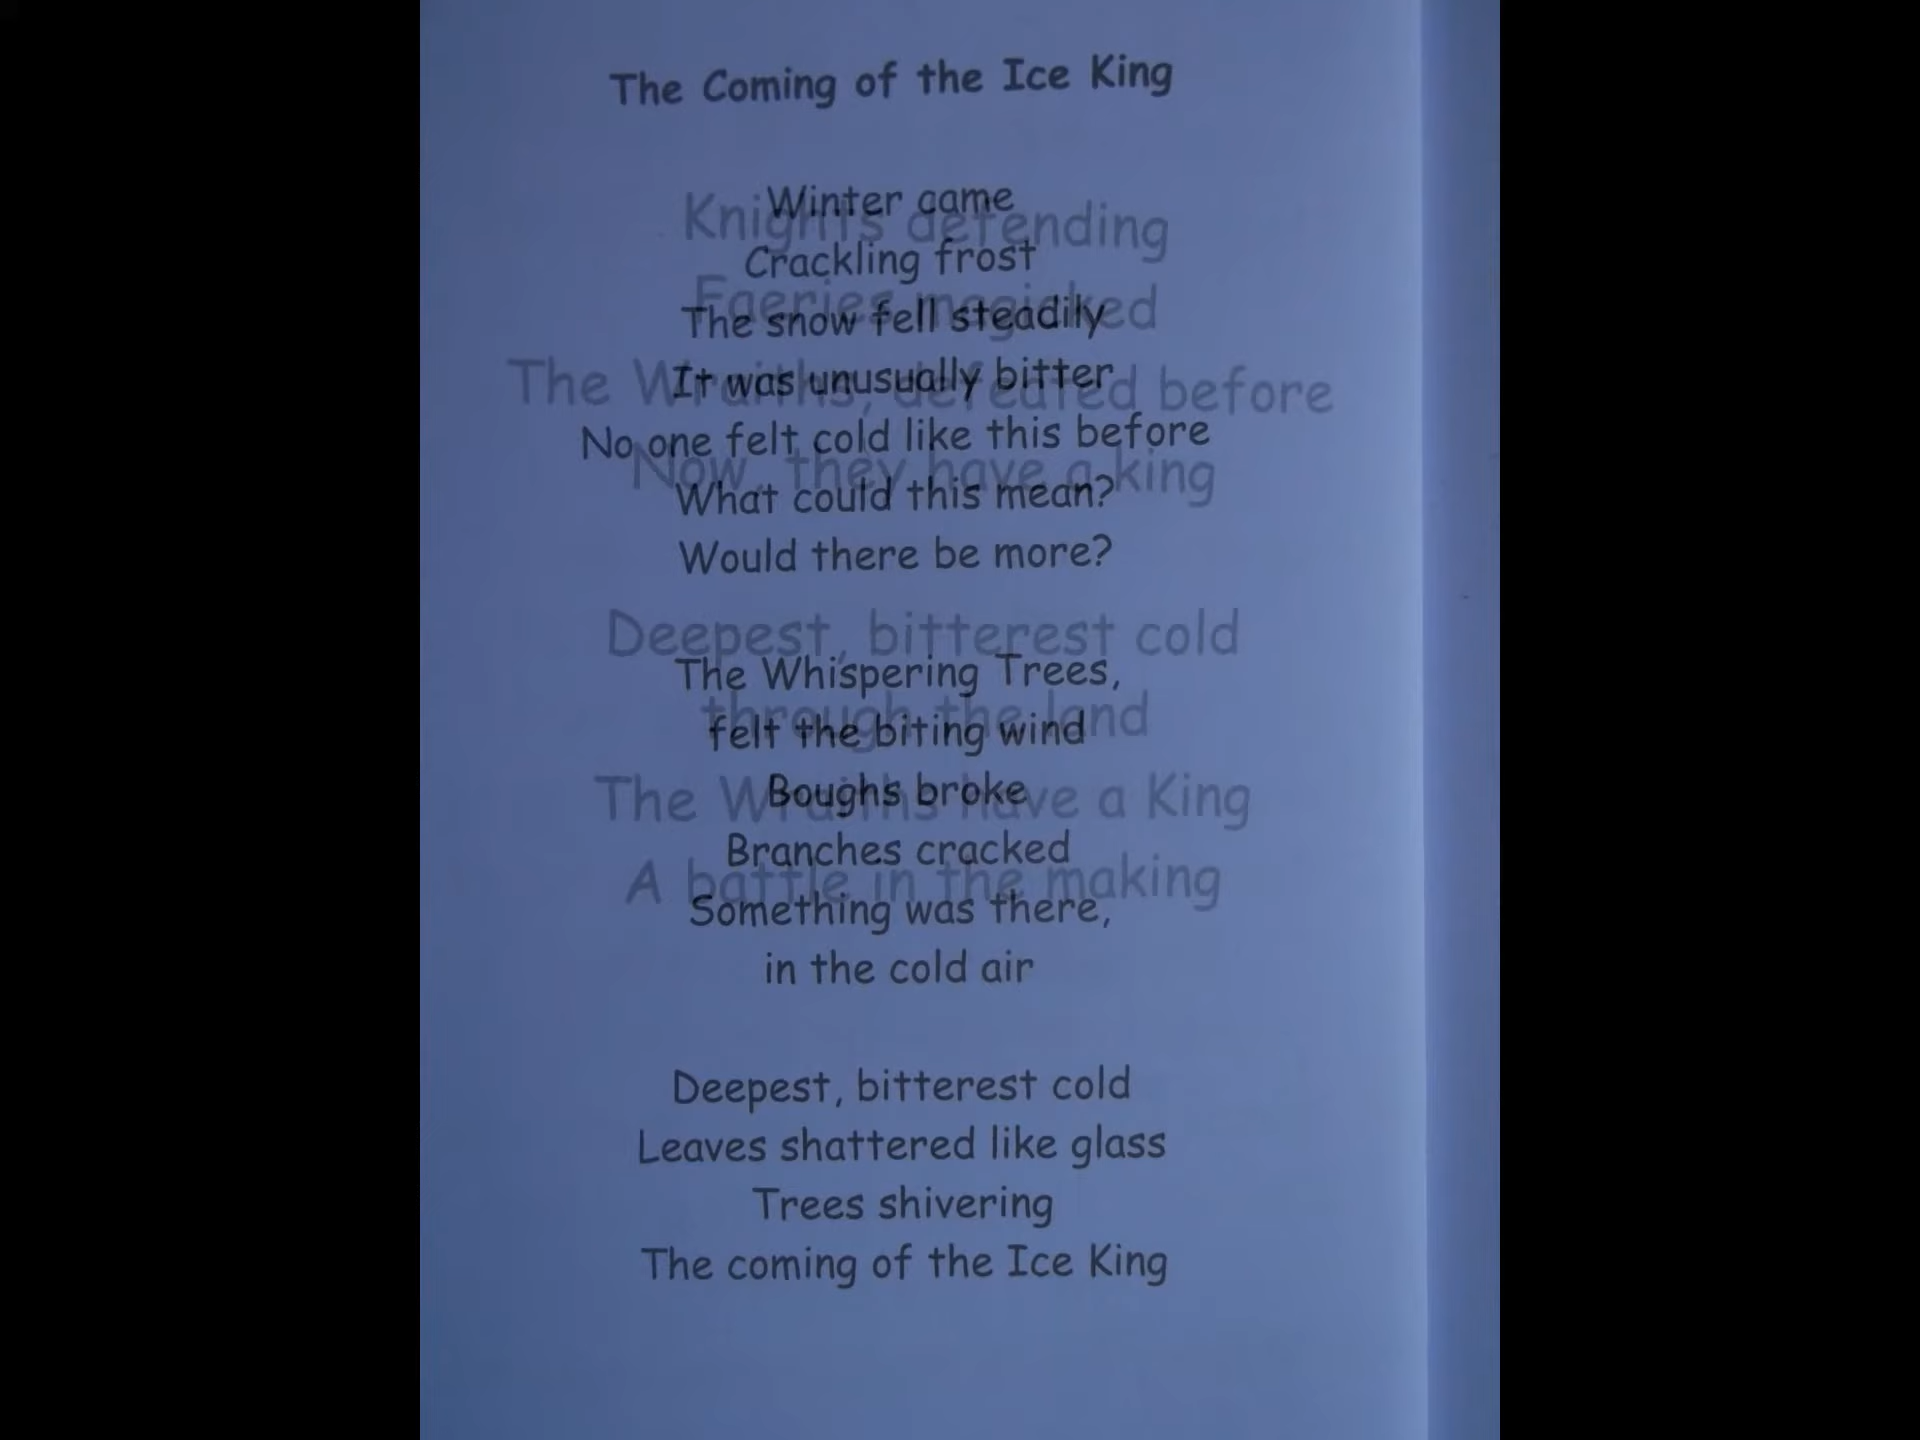 The Coming of the Ice King
Winter came
Crackling frost
The snow fell steadily
It was unusually bitter
No one felt cold like this before
What could this mean?
Would there be more?
The Whispering Trees,
felt the biting wind
Boughs broke
Branches cracked
Something was there,
in the cold air
Deepest, bitterest cold
Leaves shattered like glass
Trees shivering
The coming of the Ice King
Knights defending
Faeries magicked
The Wraiths, defeated before
Now, they have a king
Deepest, bitterest cold
through the land
The Wraiths have a King
A battle in the making